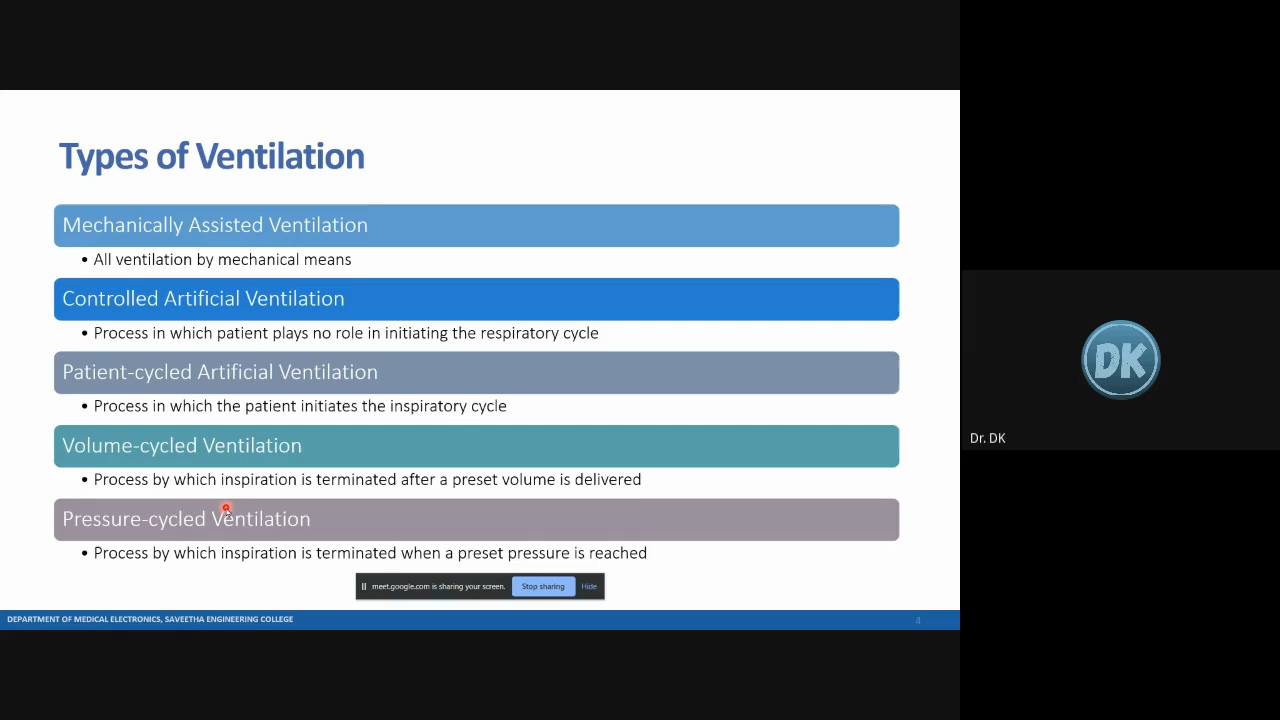 Types of Ventilation
Mechanically Assisted Ventilation
• All ventilation by mechanical means
Controlled Artificial Ventilation
• Process in which patient plays no role in initiating the respiratory cycle
Patient-cycled Artificial Ventilation
• Process in which the patient initiates the inspiratory cycle
Volume-cycled Ventilation
• Process by which inspiration is terminated after a preset volume is delivered
Pressure-cycled Ventilation
• Process by which inspiration is terminated when a preset pressure is reached
meet.google.com is sharing your screen. Stop sharing Hide
DEPARTMENT OF MEDICAL ELECTRONICS, SAVEETHA ENGINEERING COLLEGE 4
DK
Dr. DK